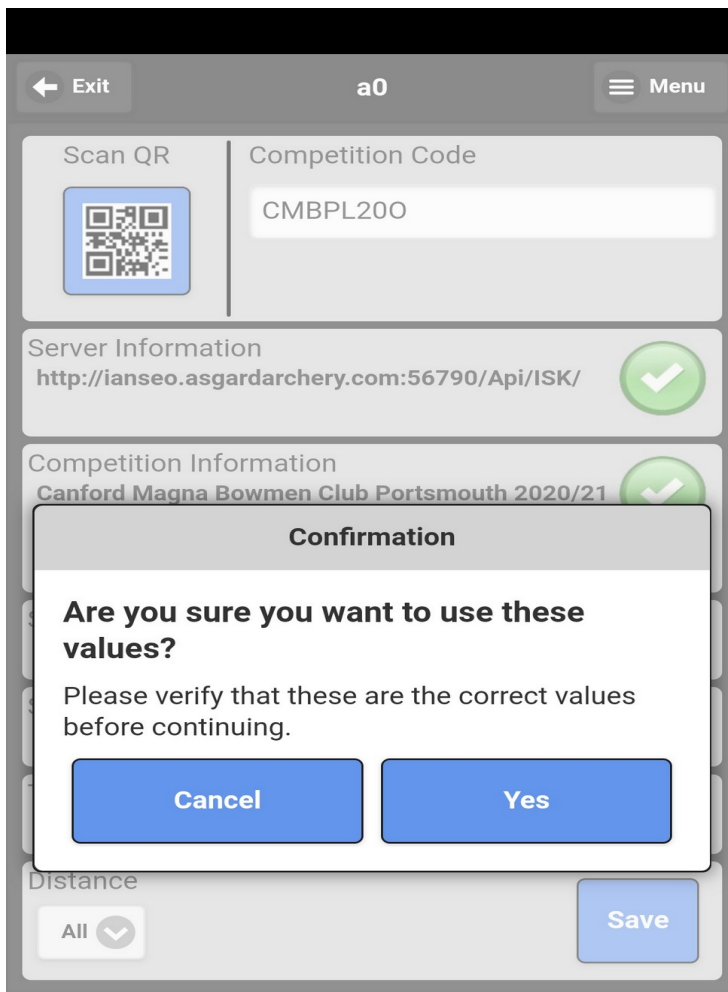 Exit
a0
Menu
Scan QR
Competition Code
CMBPL20O
Server Information
http://ianseo.asgardarchery.com:56790/Api/ISK/
Competition Information
Canford Magna Bowmen Club Portsmouth 2020/21
Confirmation
Are you sure you want to use these
values?
Please verify that these are the correct values
before continuing.
Cancel
Yes
Distance
All
Save